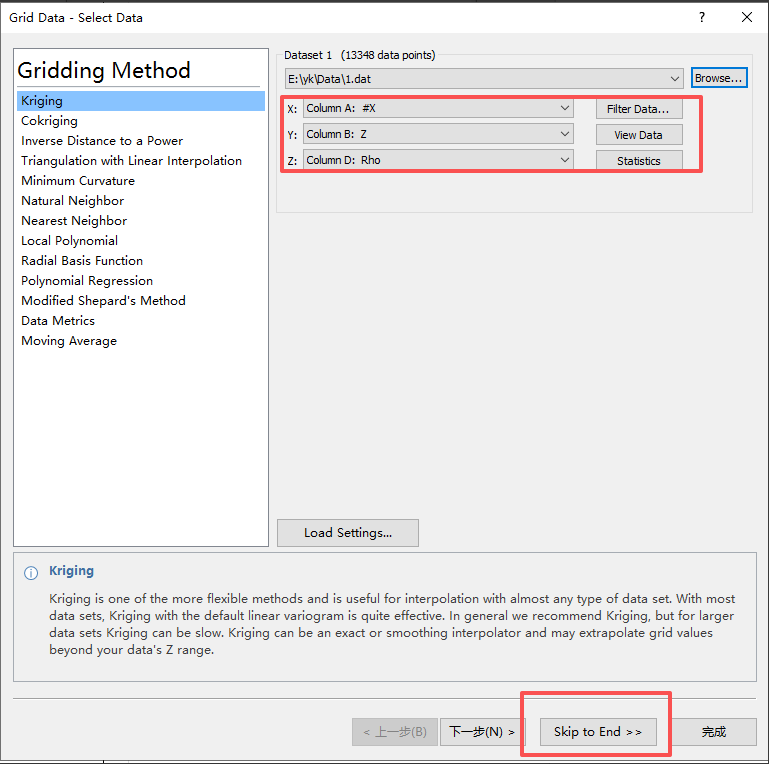 Grid Data - Select Data
?
Gridding Method
Kriging
Cokriging
Inverse Distance to a Power
Triangulation with Linear Interpolation
Minimum Curvature
Natural Neighbor
Nearest Neighbor
Local Polynomial
Radial Basis Function
Polynomial Regression
Modified Shepard's Method
Data Metrics
Moving Average
Dataset 1 (13348 data points)
E:\yk\Data\1.dat
Browse...
X: Column A: #X
Filter Data...
Y: Column B: Z
View Data
Z: Column D: Rho
Statistics
Load Settings...
Kriging
Kriging is one of the more flexible methods and is useful for interpolation with almost any type of data set. With most
data sets, Kriging with the default linear variogram is quite effective. In general we recommend Kriging, but for larger
data sets Kriging can be slow. Kriging can be an exact or smoothing interpolator and may extrapolate grid values
beyond your data's Z range.
< 上一步(B)
下一步(N) >
Skip to End >>
完成